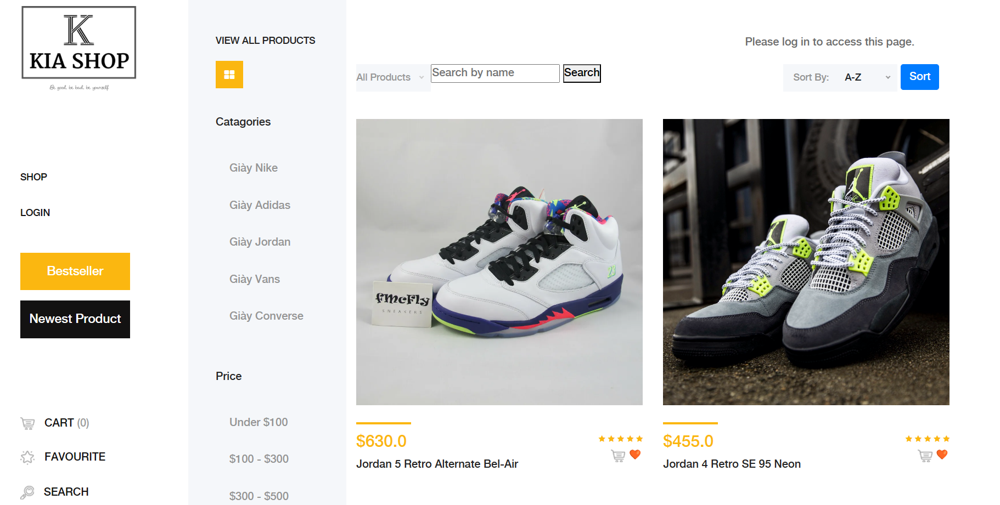 K
KIA SHOP
Be good, be bad, be yourself
SHOP
LOGIN
Bestseller
Newest Product
CART (0)
FAVOURITE
SEARCH
VIEW ALL PRODUCTS
Catagories
Giày Nike
Giày Adidas
Giày Jordan
Giày Vans
Giày Converse
Price
Under $100
$100 - $300
$300 - $500
Please log in to access this page.
All Products
Search by name
Search
Sort By: A-Z
Sort
23
fmcFly
SNEAKERS
$630.0
Jordan 5 Retro Alternate Bel-Air
$455.0
Jordan 4 Retro SE 95 Neon